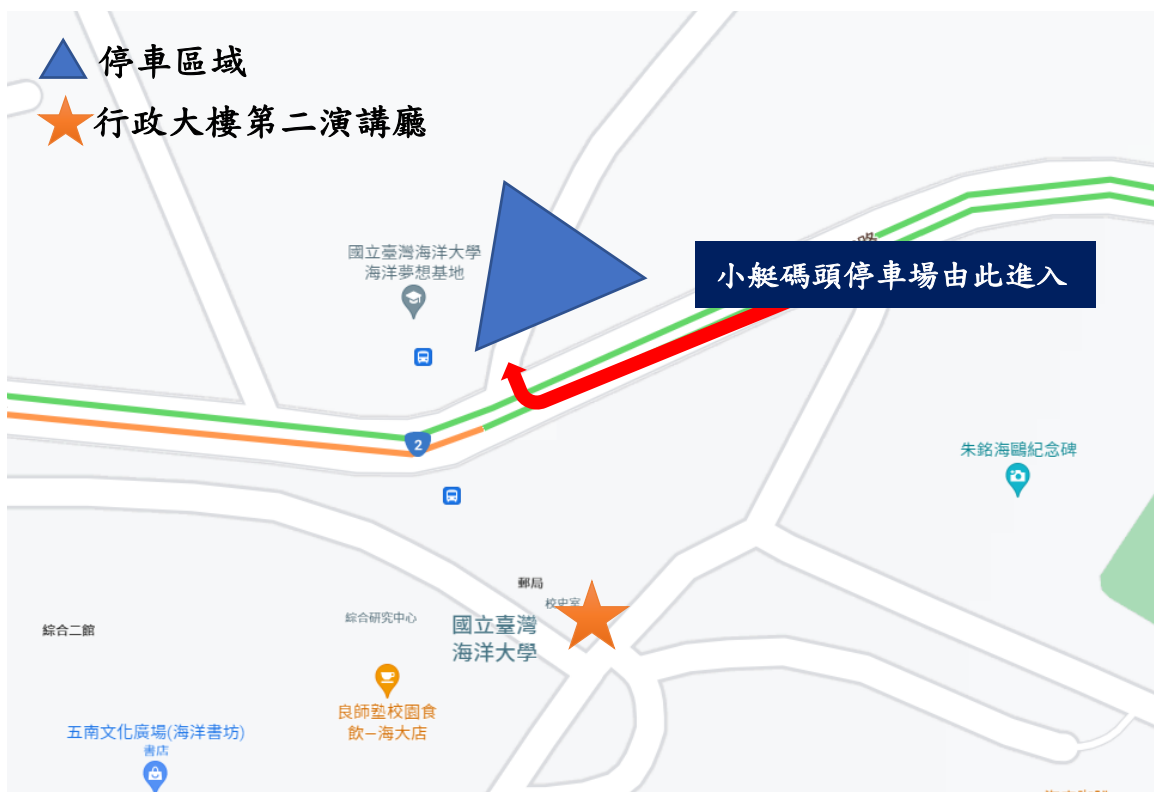 停車區域
行政大樓第二演講廳
國立臺灣海洋大學
海洋夢想基地
路
小艇碼頭停車場由此進入
2
朱銘海鷗紀念碑
郵局
校史室
綜合研究中心
國立臺灣
海洋大學
綜合二館
良師塾校園食
飲–海大店
五南文化廣場(海洋書坊)
書店